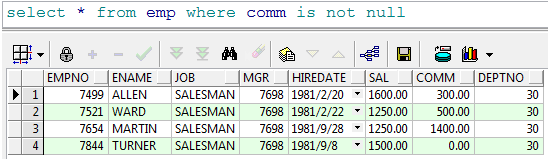 select * from emp where comm is not null
EMPNO ENAME JOB MGR HIREDATE SAL COMM DEPTNO
1 7499 ALLEN SALESMAN 7698 1981/2/20 1600.00 300.00 30
2 7521 WARD SALESMAN 7698 1981/2/22 1250.00 500.00 30
3 7654 MARTIN SALESMAN 7698 1981/9/28 1250.00 1400.00 30
4 7844 TURNER SALESMAN 7698 1981/9/8 1500.00 0.00 30